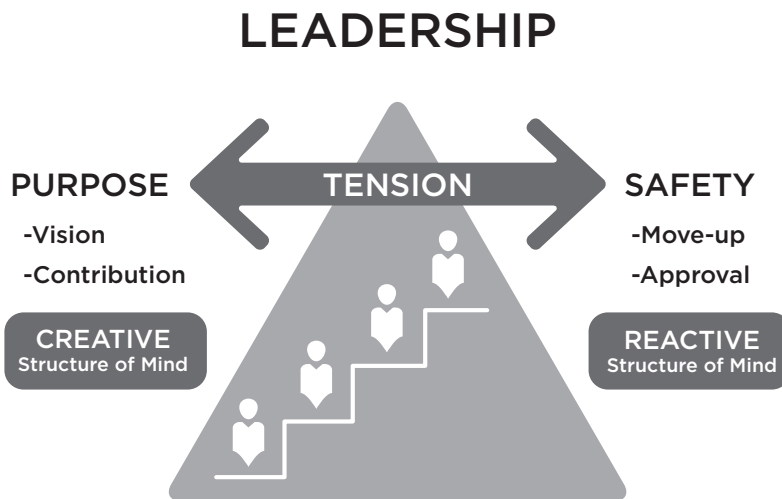 LEADERSHIP
PURPOSE
-Vision
-Contribution
CREATIVE
Structure of Mind
TENSION
SAFETY
-Move-up
-Approval
REACTIVE
Structure of Mind